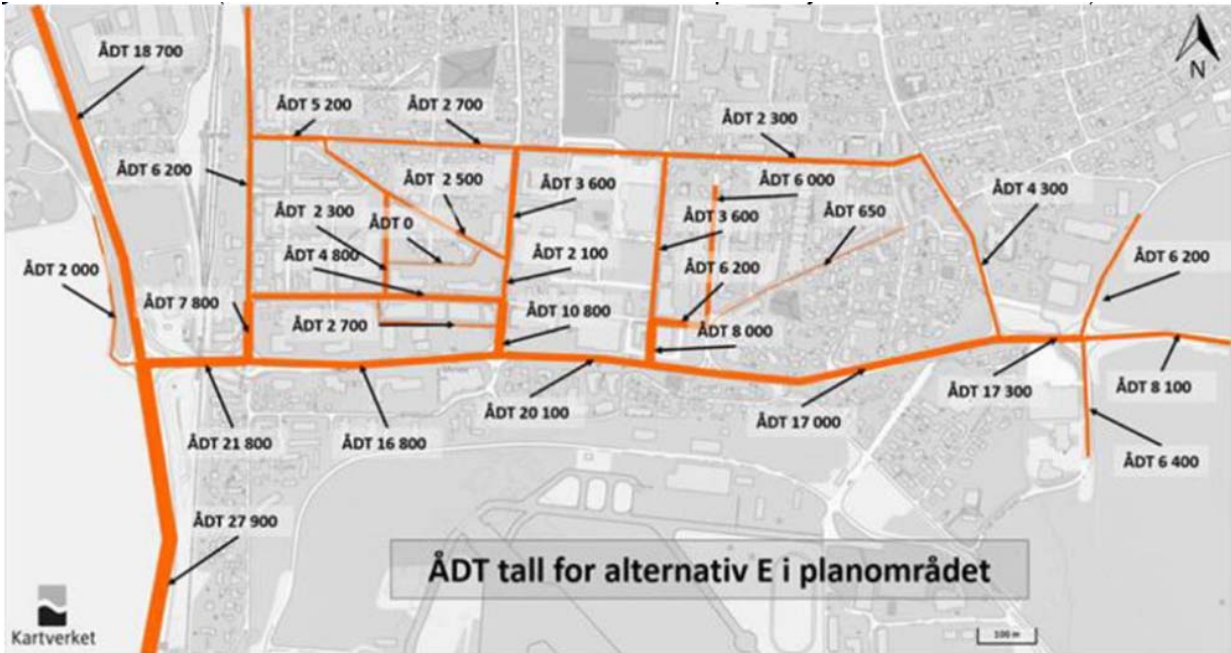 ÅDT 18 700
N
ÅDT 5 200
ÅDT 2 700
ÅDT 2 300
ÅDT 6 200
ÅDT 2 500
ÅDT 3 600
ÅDT 6 000
ÅDT 4 300
ÅDT 2 300
ÅDT 0
ÅDT 3 600
ÅDT 650
ÅDT 4 800
ÅDT 2 100
ÅDT 6 200
ÅDT 6 200
ÅDT 2 000
ÅDT 7 800
ÅDT 2 700
ÅDT 10 800
ÅDT 8 000
ÅDT 21 800
ÅDT 16 800
ÅDT 20 100
ÅDT 17 000
ÅDT 17 300
ÅDT 8 100
ÅDT 6 400
ÅDT 27 900
ÅDT tall for alternativ E i planområdet
Kartverket
100 m